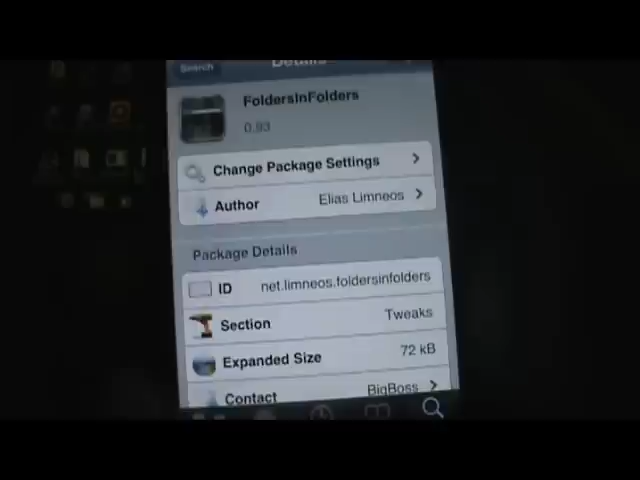 Search
Details
FoldersInFolders
0.93
Change Package Settings
Author Elias Limneos
Package Details
ID net.limneos.foldersinfolders
Section Tweaks
Expanded Size 72 kB
Contact BigBoss